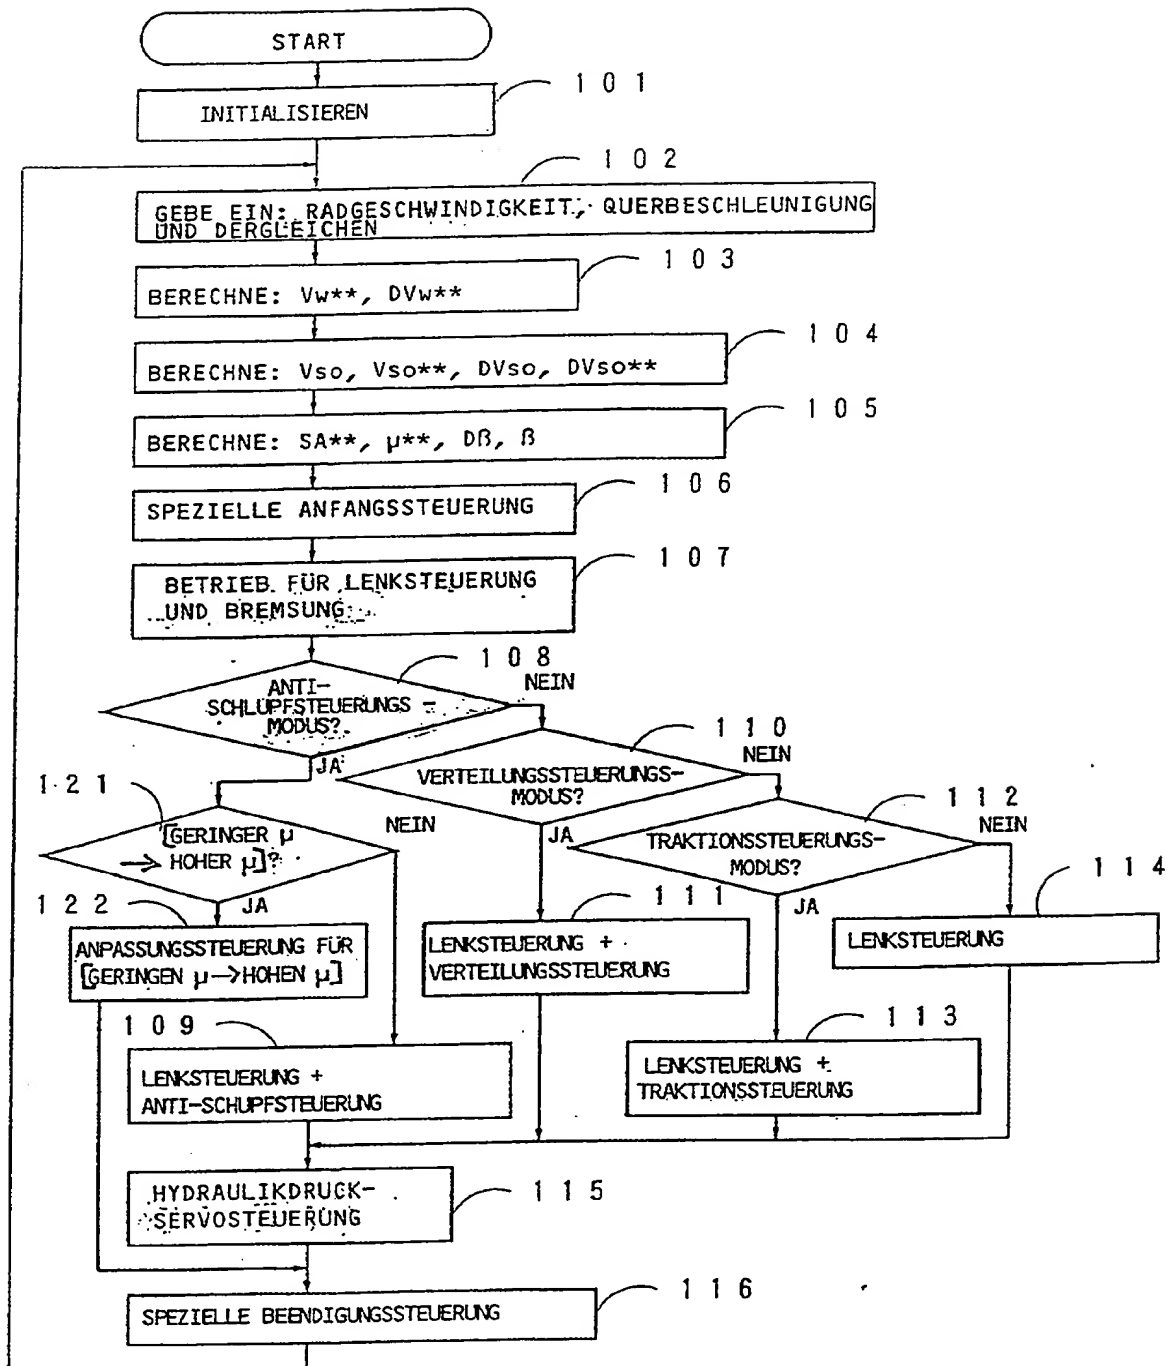 START
101
INITIALISIEREN
102
GEBE EIN: RADGESCHWINDIGKEIT, QUERBESCHLEUNIGUNG
UND DERGLEICHEN
103
BERECHNE: Vw**, DVw**
104
BERECHNE: Vso, Vso**, DVso, DVso**
105
BERECHNE: SA**, µ**, Dß, ß
106
SPEZIELLE ANFANGSSTEUERUNG
107
BETRIEB FÜR LENKSTEUERUNG
UND BREMSUNG
108
NEIN
ANTI-
SCHLUPFSTEUERUNGS-
MODUS?
JA
110
NEIN
VERTEILUNGSSTEUERUNGS-
MODUS?
JA
121
NEIN
[GERINGER µ
→ HOHER µ]?
JA
112
NEIN
TRAKTIONSSTEUERUNGS-
MODUS?
JA
122
ANPASSUNGSSTEUERUNG FÜR
[GERINGEN µ→HOHEN µ]
111
LENKSTEUERUNG +
VERTEILUNGSSTEUERUNG
114
LENKSTEUERUNG
109
LENKSTEUERUNG +
ANTI-SCHUPFSTEUERUNG
113
LENKSTEUERUNG +
TRAKTIONSSTEUERUNG
115
HYDRAULIKDRUCK-
SERVOSTEUERUNG
116
SPEZIELLE BEENDIGUNGSSTEUERUNG